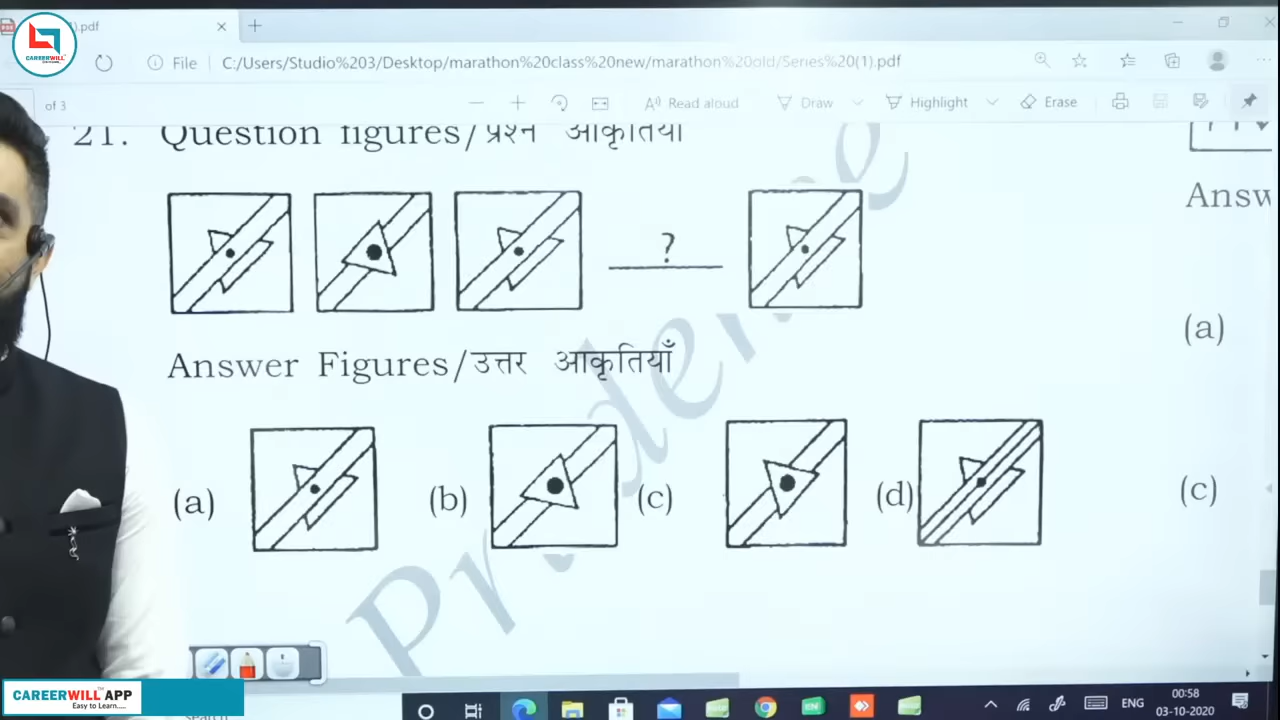 .pdf
File
C:/Users/Studio%203/Desktop/marathon%20class%20new/marathon%20old/Series%20(1).pdf
of 3
Read aloud
Draw
Highlight
Erase
21. Question figures/प्रश्न आकृतियाँ
?
Answ
(a)
Answer Figures/उत्तर आकृतियाँ
(a)
(b)
(c)
(d)
(c)
Prudence
CAREERWILL
CAREERWILL APP
Easy to Learn.....
search
ENG
00:58
03-10-2020